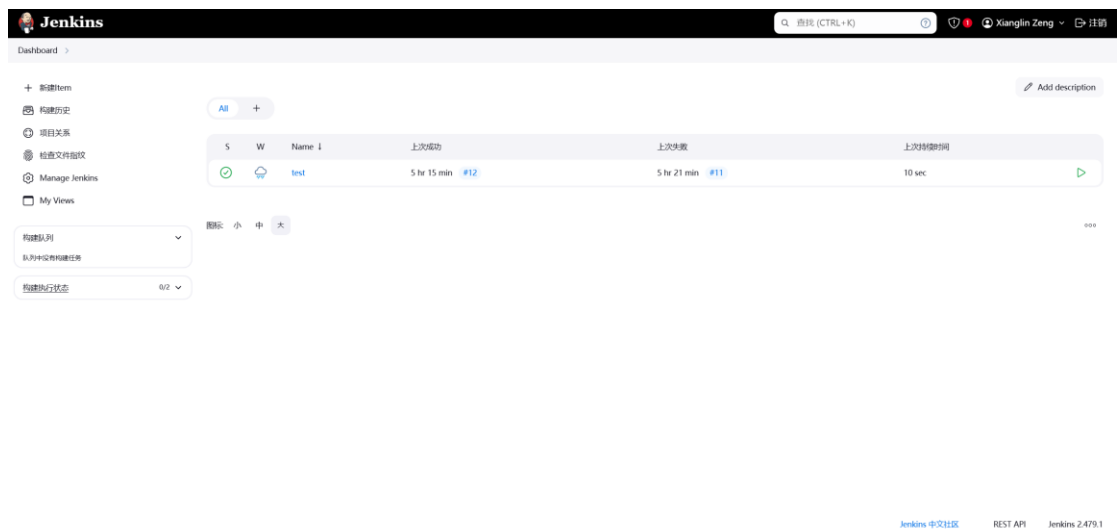 Jenkins
查找 (CTRL+K)
1
Xianglin Zeng
注销
Dashboard
新建Item
构建历史
项目关系
检查文件指纹
Manage Jenkins
My Views
构建队列
队列中没有构建任务
构建执行状态 0/2
Add description
All +
S W Name ↓ 上次成功 上次失败 上次持续时间
test 5 hr 15 min #12 5 hr 21 min #11 10 sec
图标: 小 中 大
Jenkins 中文社区 REST API Jenkins 2.479.1